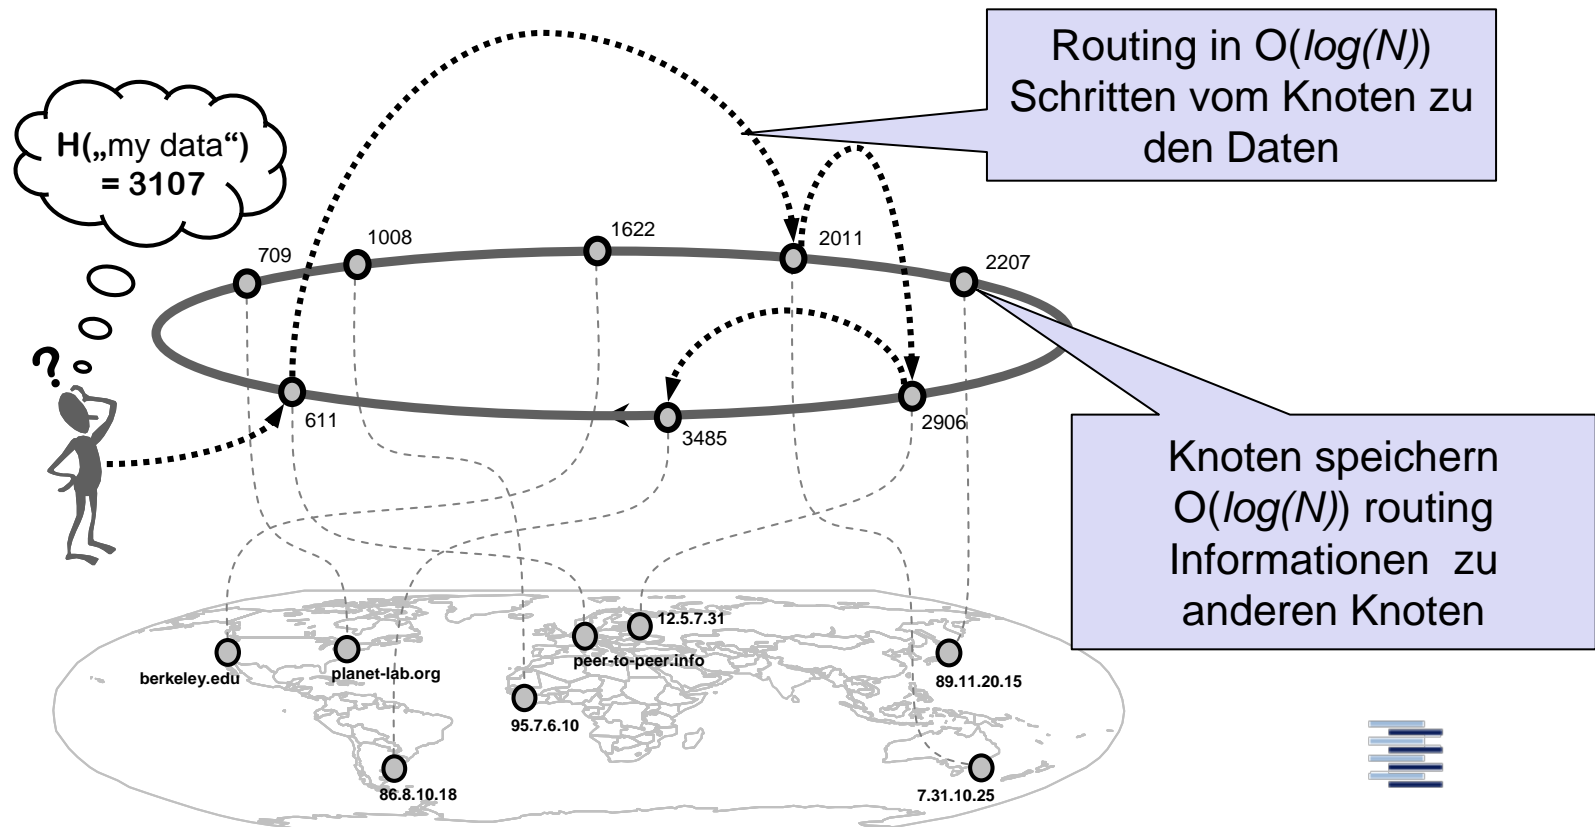 Routing in O(log(N))
Schritten vom Knoten zu
den Daten
H(„my data“)
= 3107
709
1008
1622
2011
2207
?
611
3485
2906
Knoten speichern
O(log(N)) routing
Informationen zu
anderen Knoten
12.5.7.31
peer-to-peer.info
berkeley.edu
planet-lab.org
89.11.20.15
95.7.6.10
86.8.10.18
7.31.10.25